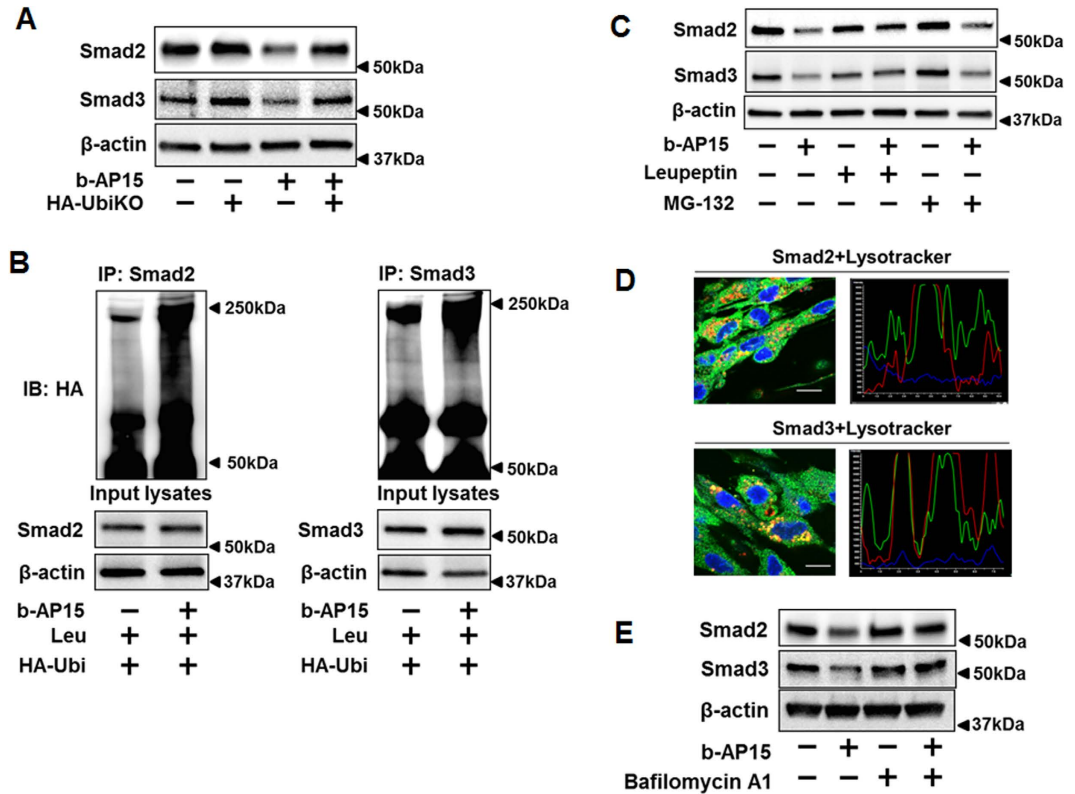 A
Smad2
50kDa
Smad3
50kDa
β-actin
37kDa
b-AP15 − − + +
HA-UbiKO − + − +
B
IP: Smad2
250kDa
IB: HA
50kDa
Input lysates
Smad2
50kDa
β-actin
37kDa
b-AP15 − +
Leu + +
HA-Ubi + +
IP: Smad3
250kDa
50kDa
Input lysates
Smad3
50kDa
β-actin
37kDa
b-AP15 − +
Leu + +
HA-Ubi + +
C
Smad2
50kDa
Smad3
50kDa
β-actin
37kDa
b-AP15 − + − + − +
Leupeptin − − + + − −
MG-132 − − − − + +
D
Smad2+Lysotracker
Smad3+Lysotracker
E
Smad2
50kDa
Smad3
50kDa
β-actin
37kDa
b-AP15 − + − +
Bafilomycin A1 − − + +